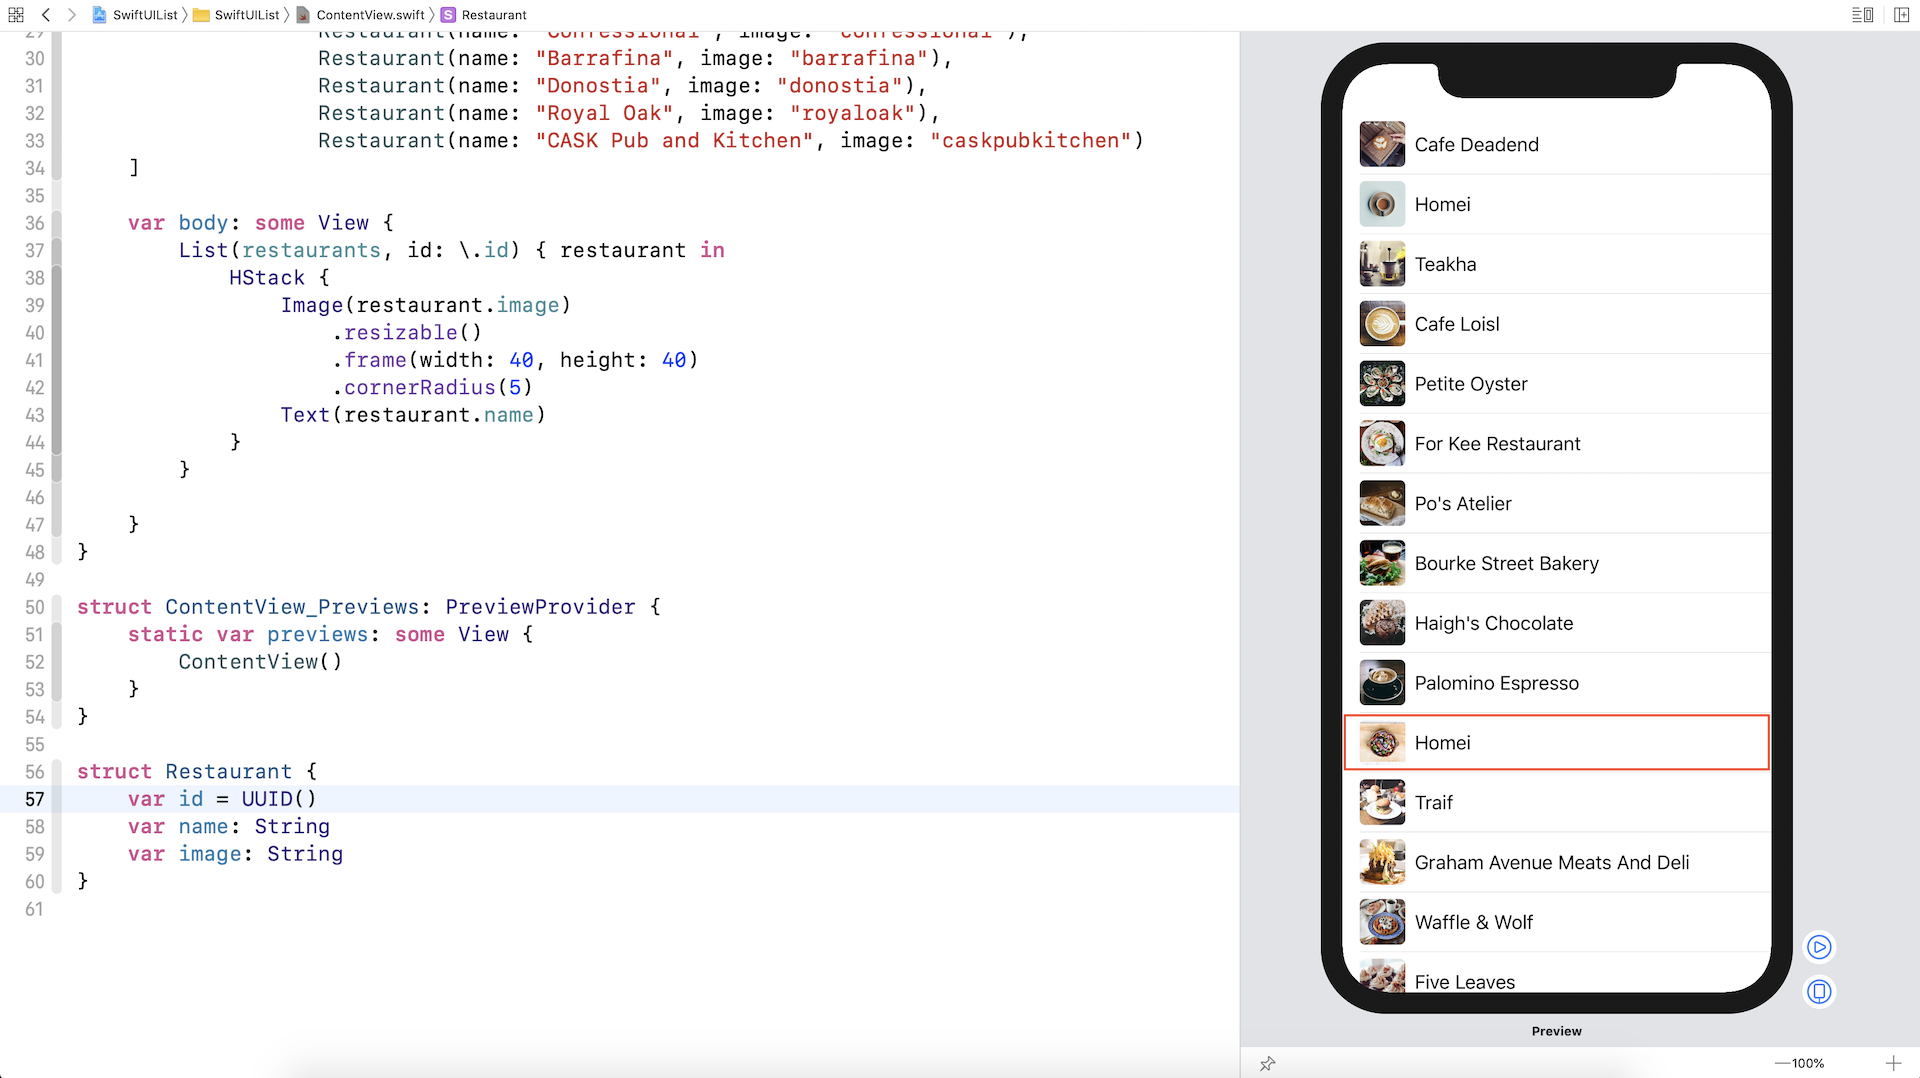 SwiftUIList SwiftUIList ContentView.swift S Restaurant
29 Restaurant(name: "Confessional", image: "confessional"),
30 Restaurant(name: "Barrafina", image: "barrafina"),
31 Restaurant(name: "Donostia", image: "donostia"),
32 Restaurant(name: "Royal Oak", image: "royaloak"),
33 Restaurant(name: "CASK Pub and Kitchen", image: "caskpubkitchen")
34 ]
35
36 var body: some View {
37 List(restaurants, id: \.id) { restaurant in
38 HStack {
39 Image(restaurant.image)
40 .resizable()
41 .frame(width: 40, height: 40)
42 .cornerRadius(5)
43 Text(restaurant.name)
44 }
45 }
46
47 }
48 }
49
50 struct ContentView_Previews: PreviewProvider {
51 static var previews: some View {
52 ContentView()
53 }
54 }
55
56 struct Restaurant {
57 var id = UUID()
58 var name: String
59 var image: String
60 }
61
Cafe Deadend
Homei
Teakha
Cafe Loisl
Petite Oyster
For Kee Restaurant
Po's Atelier
Bourke Street Bakery
Haigh's Chocolate
Palomino Espresso
Homei
Traif
Graham Avenue Meats And Deli
Waffle & Wolf
Five Leaves
Preview
100%